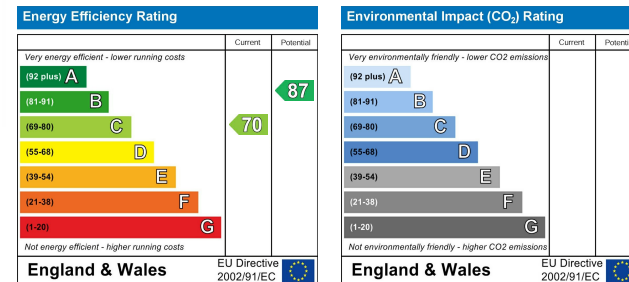 Energy Efficiency Rating
Current Potential
Very energy efficient - lower running costs
(92 plus) A
(81-91) B
(69-80) C
(55-68) D
(39-54) E
(21-38) F
(1-20) G
70
87
Not energy efficient - higher running costs
England & Wales
EU Directive
2002/91/EC
Environmental Impact (CO₂) Rating
Current Potential
Very environmentally friendly - lower CO2 emissions
(92 plus) A
(81-91) B
(69-80) C
(55-68) D
(39-54) E
(21-38) F
(1-20) G
Not environmentally friendly - higher CO2 emissions
England & Wales
EU Directive
2002/91/EC